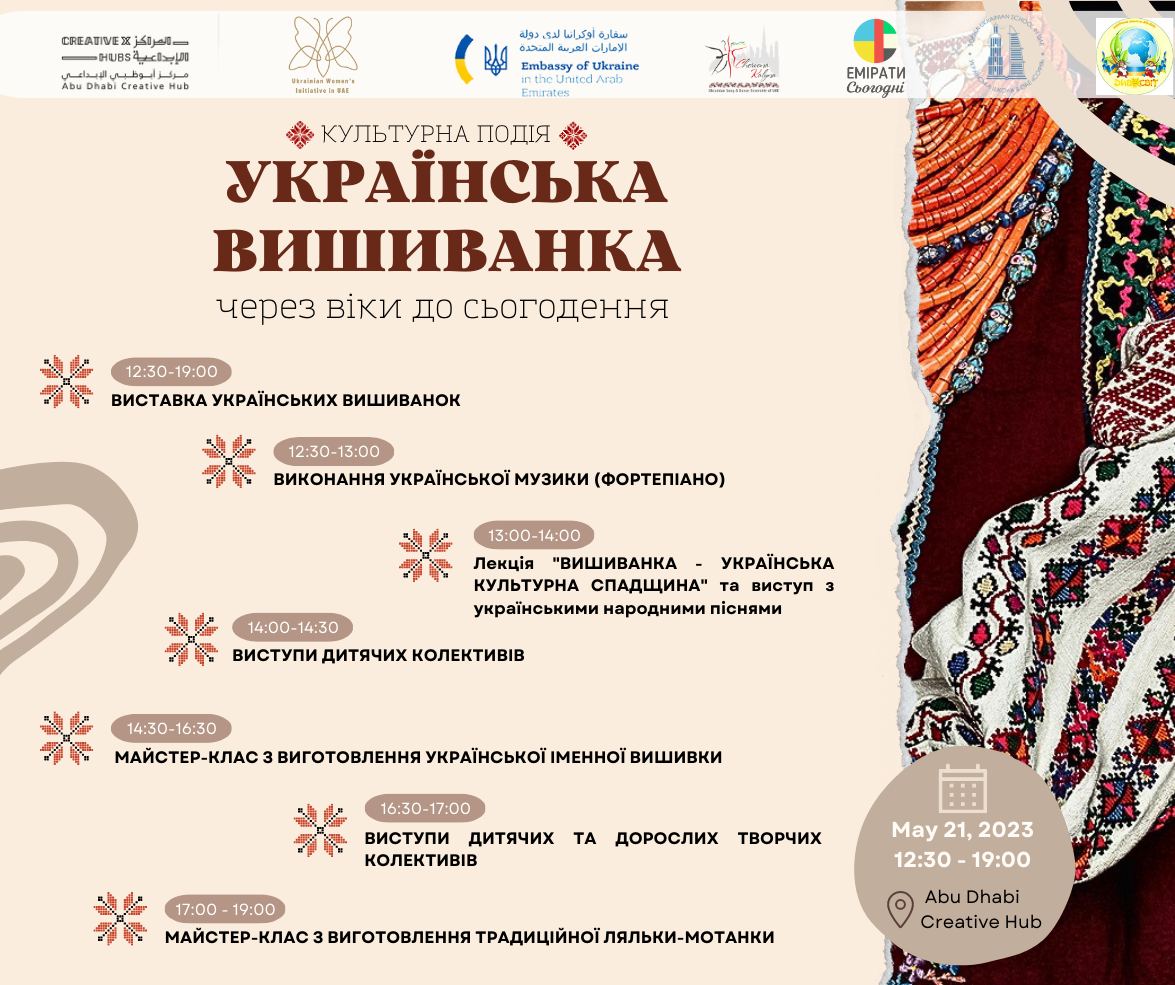 CREATIVE X المراكز
HUBS الإبداعية
مركز أبوظبي الإبداعي
Abu Dhabi Creative Hub
Ukrainian Women's
Initiative in UAE
سفارة أوكرانيا لدى دولة
الامارات العربية المتحدة
Embassy of Ukraine
in the United Arab
Emirates
Chervona
Kalyna
ЕМІРАТИ
Сьогодні
КУЛЬТУРНА ПОДІЯ
УКРАЇНСЬКА
ВИШИВАНКА
через віки до сьогодення
12:30-19:00
ВИСТАВКА УКРАЇНСЬКИХ ВИШИВАНОК
12:30-13:00
ВИКОНАННЯ УКРАЇНСЬКОЇ МУЗИКИ (ФОРТЕПІАНО)
13:00-14:00
Лекція "ВИШИВАНКА - УКРАЇНСЬКА
КУЛЬТУРНА СПАДЩИНА" та виступ з
українськими народними піснями
14:00-14:30
ВИСТУПИ ДИТЯЧИХ КОЛЕКТИВІВ
14:30-16:30
МАЙСТЕР-КЛАС З ВИГОТОВЛЕННЯ УКРАЇНСЬКОЇ ІМЕННОЇ ВИШИВКИ
16:30-17:00
ВИСТУПИ ДИТЯЧИХ ТА ДОРОСЛИХ ТВОРЧИХ
КОЛЕКТИВІВ
17:00 - 19:00
МАЙСТЕР-КЛАС З ВИГОТОВЛЕННЯ ТРАДИЦІЙНОЇ ЛЯЛЬКИ-МОТАНКИ
May 21, 2023
12:30 - 19:00
Abu Dhabi
Creative Hub